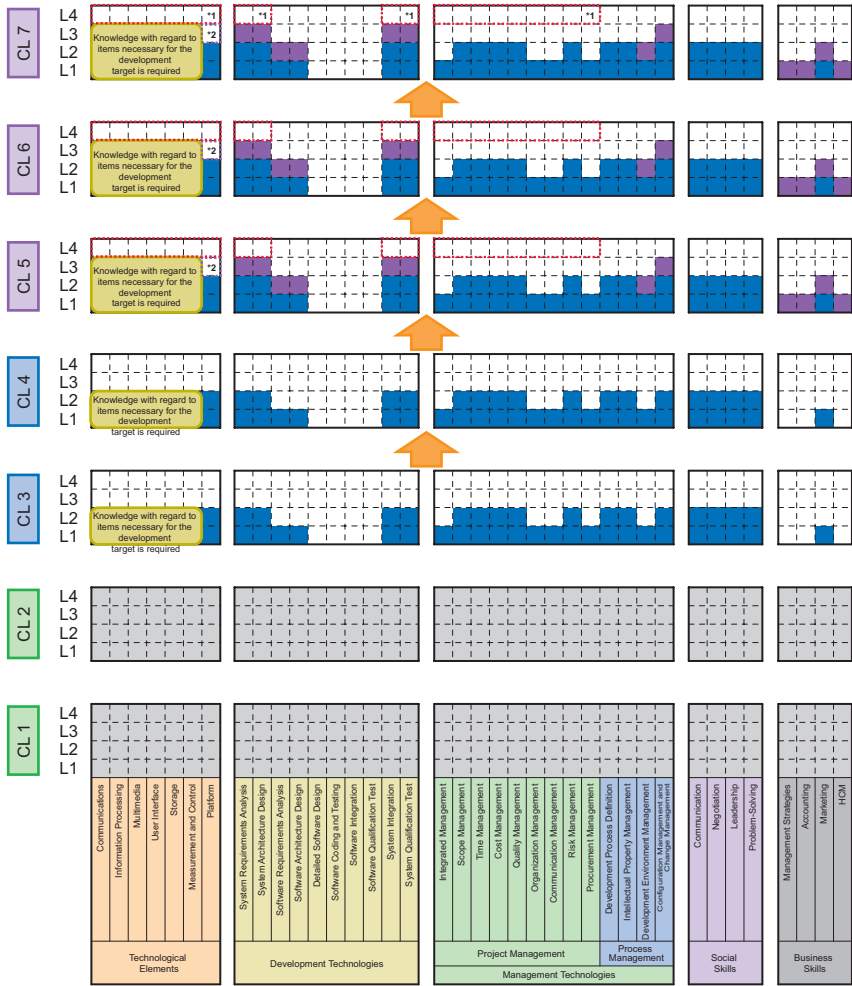 CL 7
L4
L3
L2
L1
*1
*2
Knowledge with regard to
items necessary for the
development
target is required
*1
*1
*1
CL 6
L4
L3
L2
L1
*2
Knowledge with regard to
items necessary for the
development
target is required
CL 5
L4
L3
L2
L1
*2
Knowledge with regard to
items necessary for the
development
target is required
CL 4
L4
L3
L2
L1
Knowledge with regard to
items necessary for the
development
target is required
CL 3
L4
L3
L2
L1
Knowledge with regard to
items necessary for the
development
target is required
CL 2
L4
L3
L2
L1
CL 1
L4
L3
L2
L1
Communications
Information Processing
Multimedia
User Interface
Storage
Measurement and Control
Platform
System Requirements Analysis
System Architecture Design
Software Requirements Analysis
Software Architecture Design
Detailed Software Design
Software Coding and Testing
Software Integration
Software Qualification Test
System Integration
System Qualification Test
Integrated Management
Scope Management
Time Management
Cost Management
Quality Management
Organization Management
Communication Management
Risk Management
Procurement Management
Development Process Definition
Intellectual Property Management
Development Environment Management
Configuration Management and
Change Management
Communication
Negotiation
Leadership
Problem-Solving
Management Strategies
Accounting
Marketing
HCM
Technological
Elements
Development Technologies
Project Management
Process
Management
Management Technologies
Social
Skills
Business
Skills